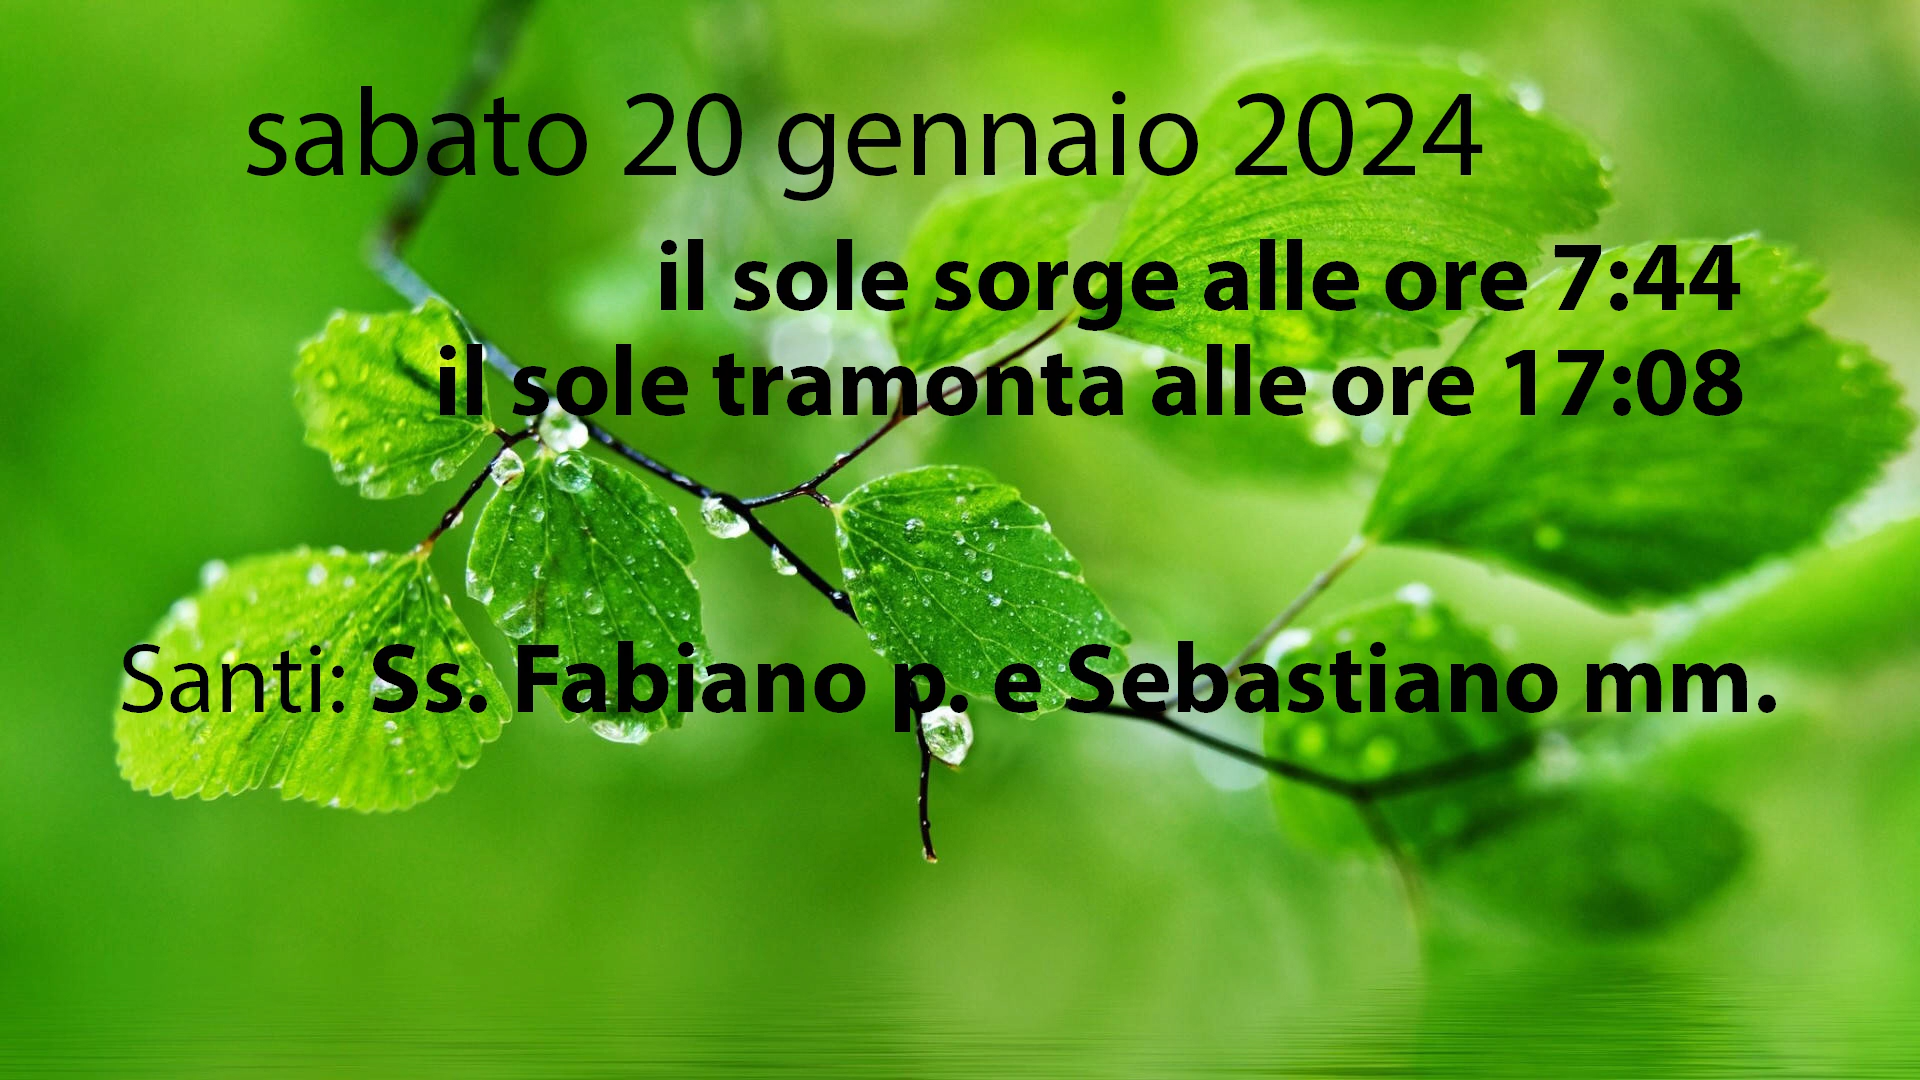 sabato 20 gennaio 2024
il sole sorge alle ore 7:44
il sole tramonta alle ore 17:08
Santi: Ss. Fabiano p. e Sebastiano mm.